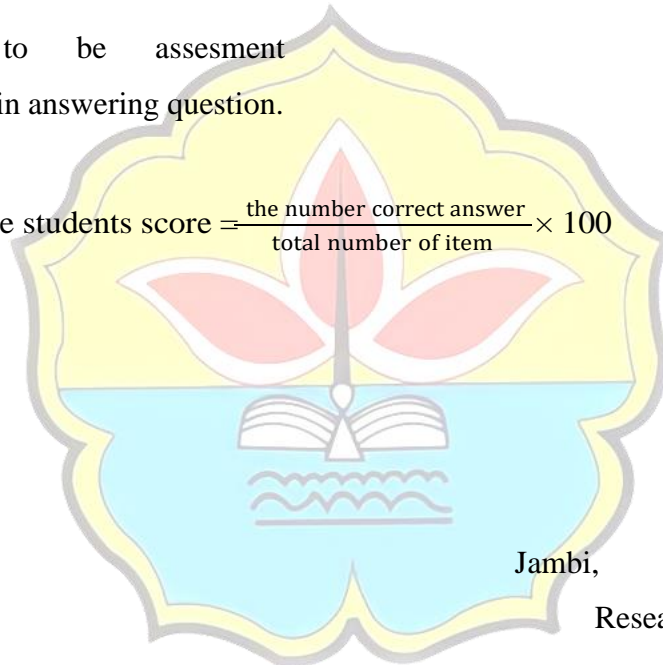 to be assesment
in answering question.
e students score = the number correct answer / total number of item × 100
Jambi,
Resea